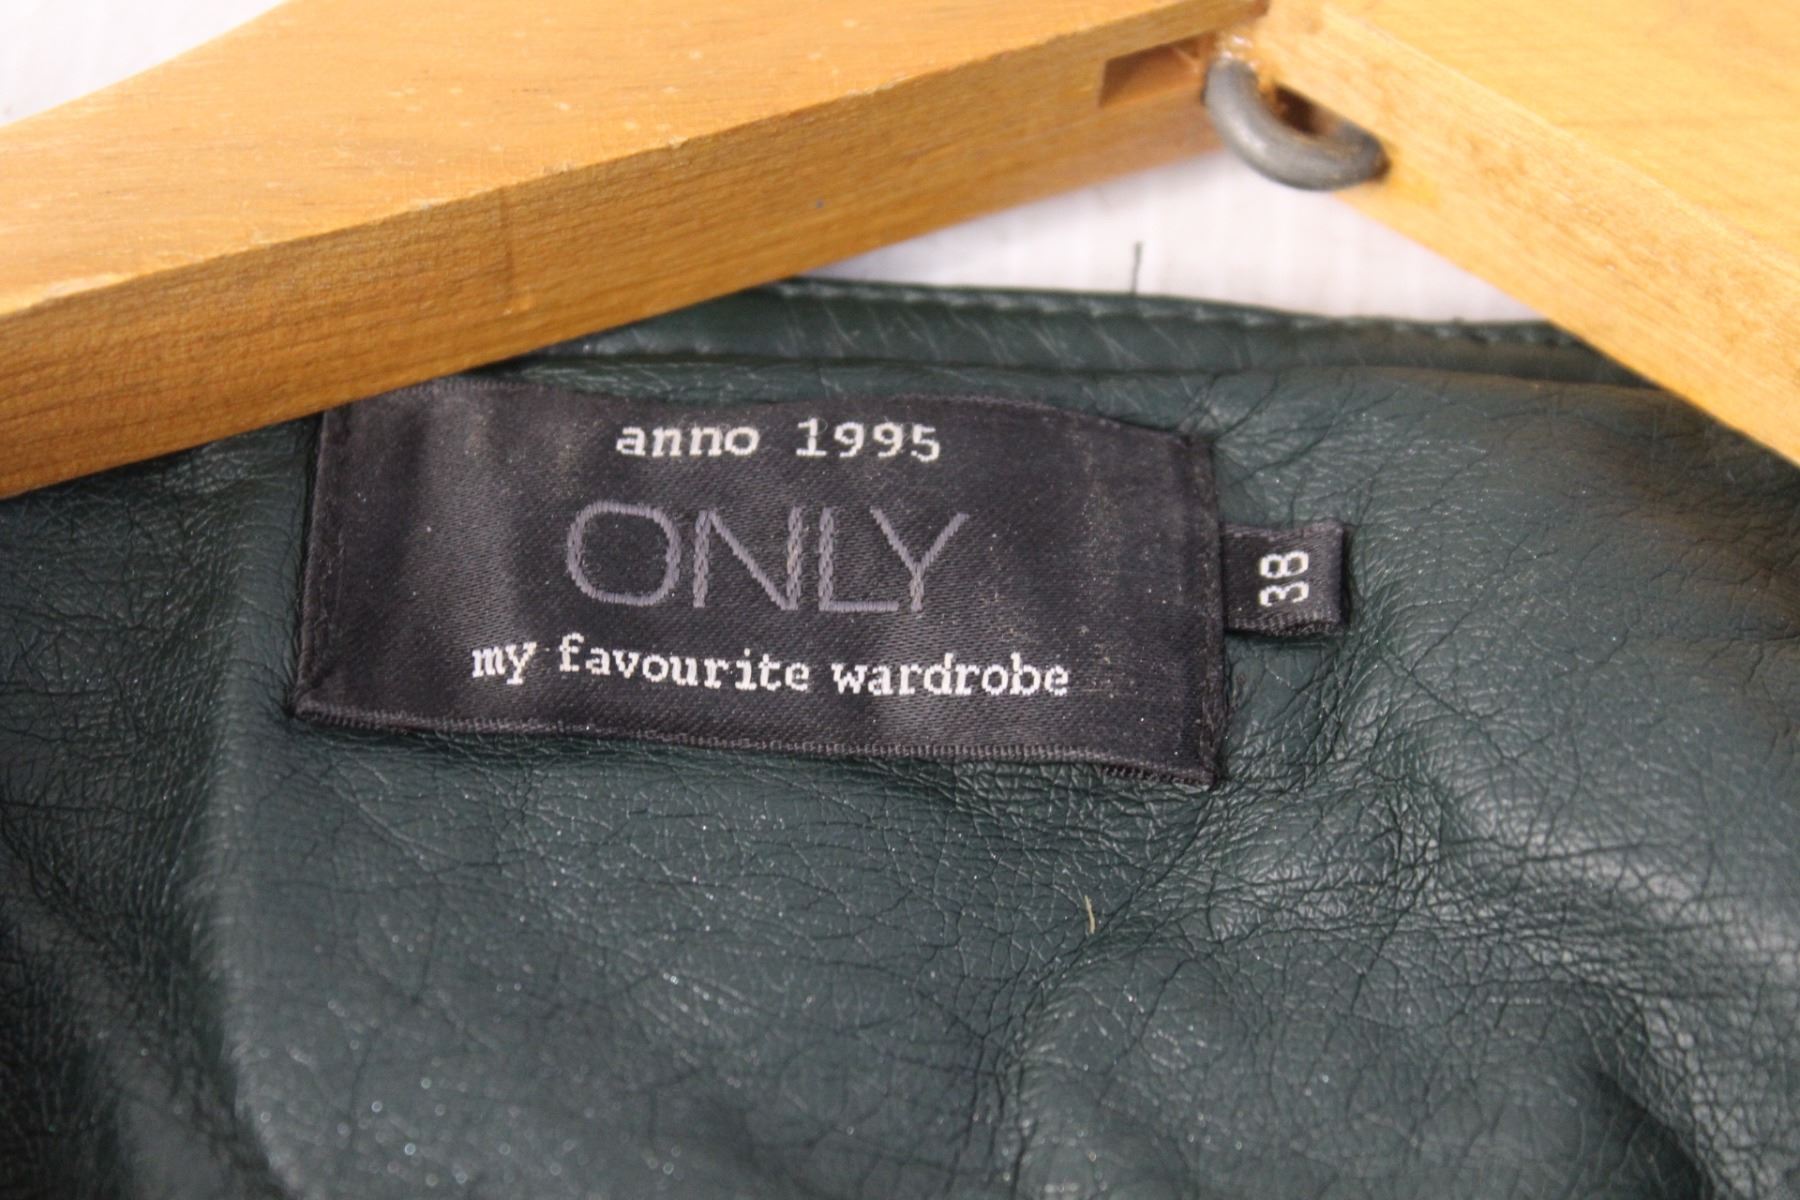 anno 1995
ONLY
my favourite wardrobe
38